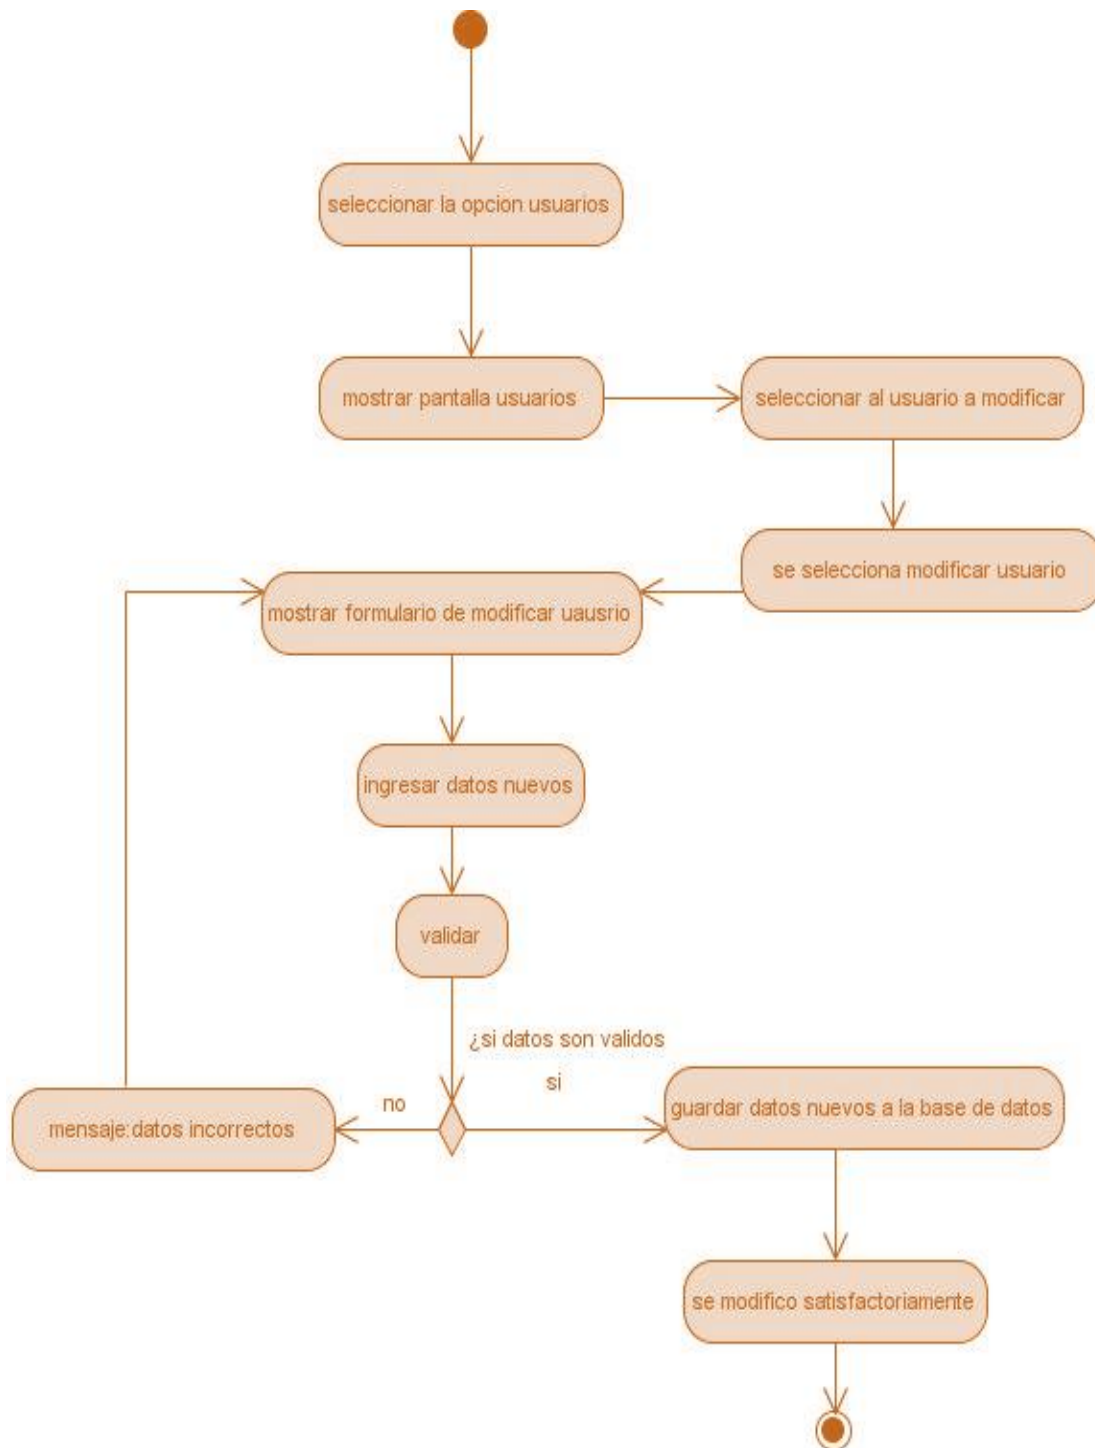 seleccionar la opcion usuarios
mostrar pantalla usuarios
seleccionar al usuario a modificar
se selecciona modificar usuario
mostrar formulario de modificar uausrio
ingresar datos nuevos
validar
¿si datos son validos
si
no
guardar datos nuevos a la base de datos
mensaje:datos incorrectos
se modifico satisfactoriamente